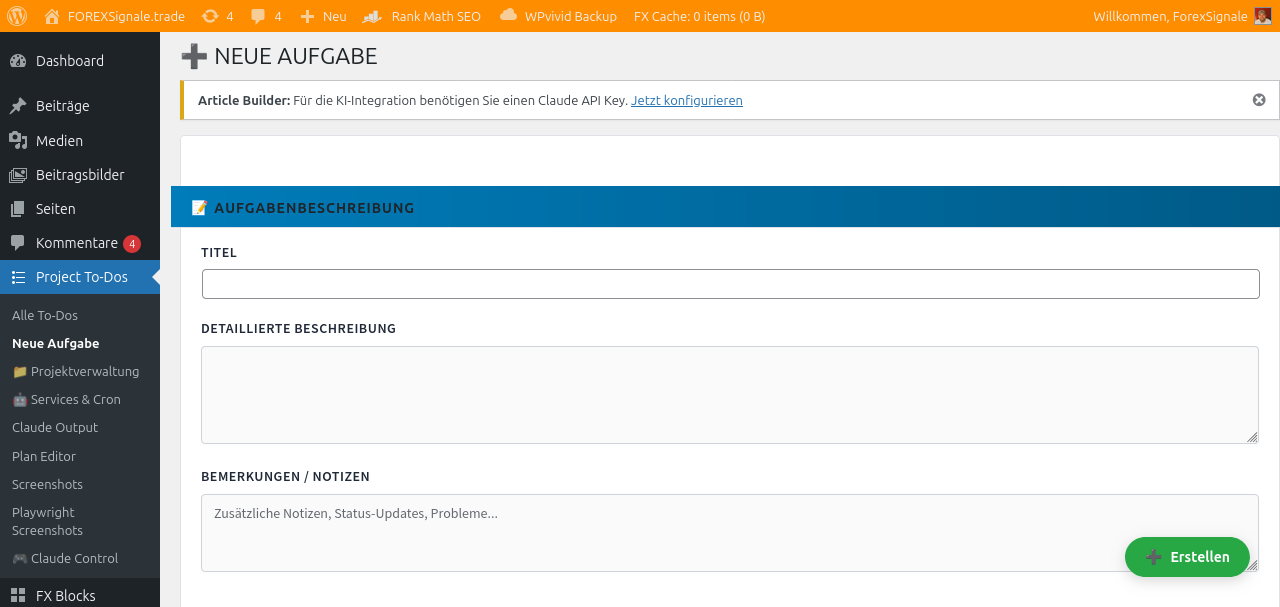 FOREXSignale.trade 4 4 Neu Rank Math SEO WPvivid Backup FX Cache: 0 items (0 B) Willkommen, ForexSignale
Dashboard
Beiträge
Medien
Beitragsbilder
Seiten
Kommentare 4
Project To-Dos
Alle To-Dos
Neue Aufgabe
Projektverwaltung
Services & Cron
Claude Output
Plan Editor
Screenshots
Playwright
Screenshots
Claude Control
FX Blocks
➕ NEUE AUFGABE
Article Builder: Für die KI-Integration benötigen Sie einen Claude API Key. Jetzt konfigurieren
📝 AUFGABENBESCHREIBUNG
TITEL
DETAILLIERTE BESCHREIBUNG
BEMERKUNGEN / NOTIZEN
Zusätzliche Notizen, Status-Updates, Probleme...
➕ Erstellen